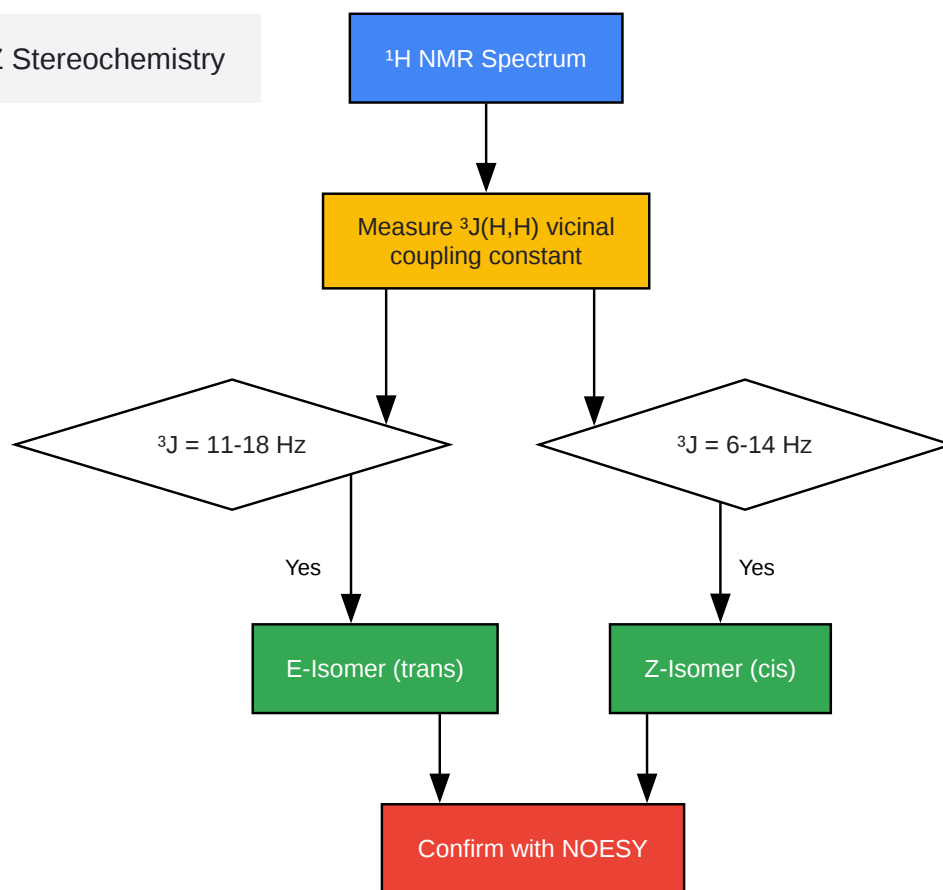 Z Stereochemistry
¹H NMR Spectrum
Measure ³J(H,H) vicinal
coupling constant
³J = 11-18 Hz
³J = 6-14 Hz
Yes
Yes
E-Isomer (trans)
Z-Isomer (cis)
Confirm with NOESY